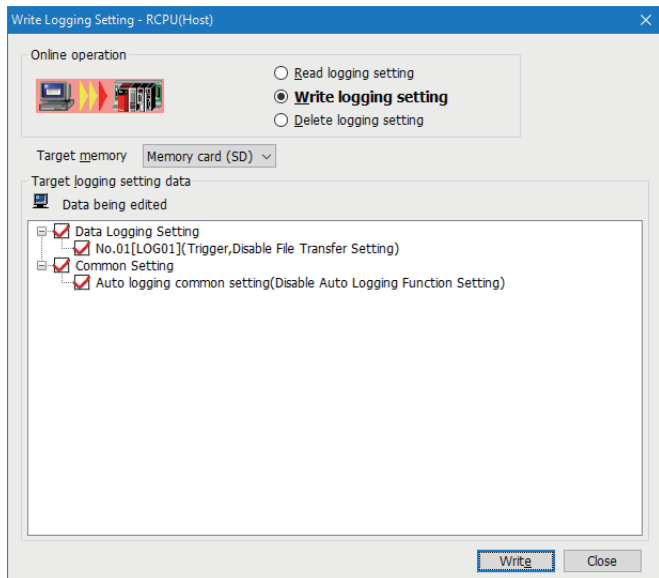 Write Logging Setting - RCPU(Host)
Online operation
Read logging setting
Write logging setting
Delete logging setting
Target memory Memory card (SD)
Target logging setting data
Data being edited
Data Logging Setting
No.01[LOG01](Trigger,Disable File Transfer Setting)
Common Setting
Auto logging common setting(Disable Auto Logging Function Setting)
Write Close